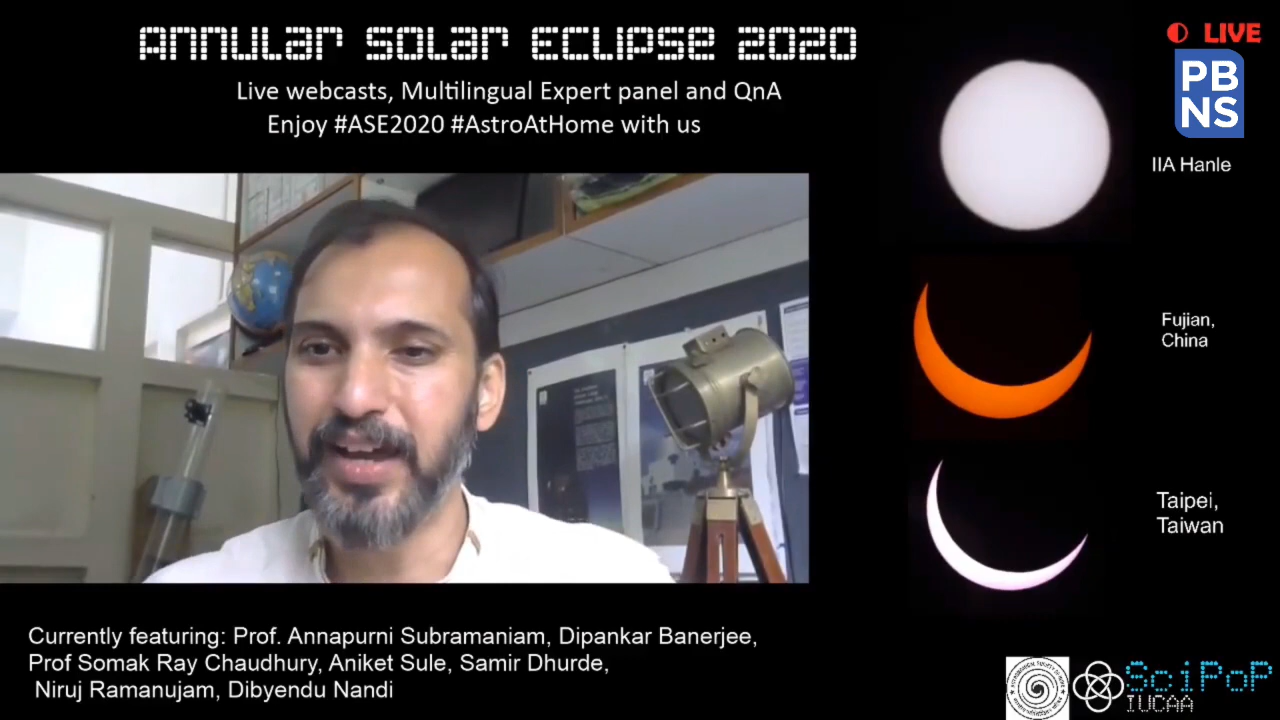 ANNULAR SOLAR ECLIPSE 2020
Live webcasts, Multilingual Expert panel and QnA
Enjoy #ASE2020 #AstroAtHome with us
LIVE
PB
NS
IIA Hanle
Fujian,
China
Taipei,
Taiwan
Currently featuring: Prof. Annapurni Subramaniam, Dipankar Banerjee,
Prof Somak Ray Chaudhury, Aniket Sule, Samir Dhurde,
Niruj Ramanujam, Dibyendu Nandi
SciPoP
IUCAA